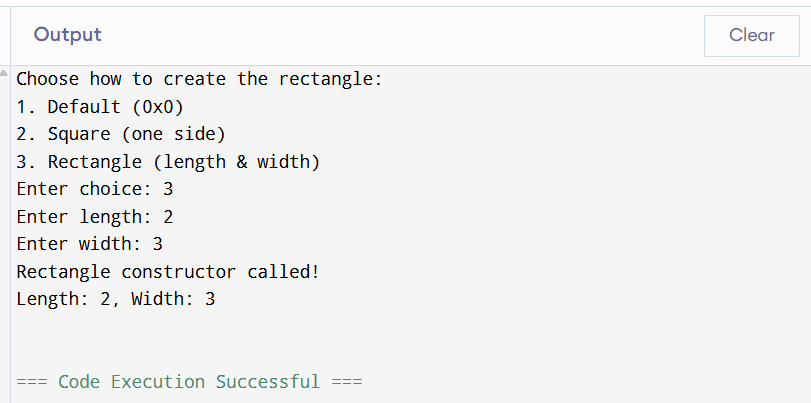 Output
Clear
Choose how to create the rectangle:
1. Default (0x0)
2. Square (one side)
3. Rectangle (length & width)
Enter choice: 3
Enter length: 2
Enter width: 3
Rectangle constructor called!
Length: 2, Width: 3
=== Code Execution Successful ===